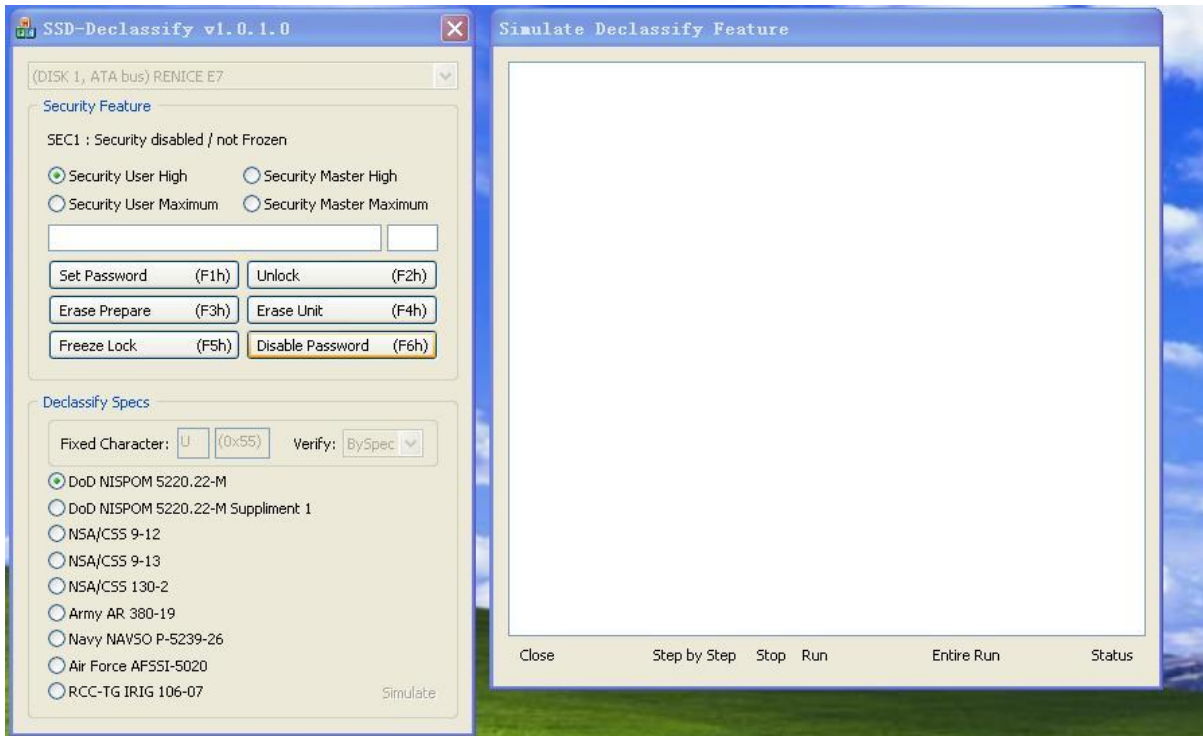 SSD-Declassify v1.0.1.0
(DISK 1, ATA bus) RENICE E7
Security Feature
SEC1 : Security disabled / not Frozen
Security User High Security Master High
Security User Maximum Security Master Maximum
Set Password (F1h) Unlock (F2h)
Erase Prepare (F3h) Erase Unit (F4h)
Freeze Lock (F5h) Disable Password (F6h)
Declassify Specs
Fixed Character: U (0x55) Verify: BySpec
DoD NISPOM 5220.22-M
DoD NISPOM 5220.22-M Suppliment 1
NSA/CSS 9-12
NSA/CSS 9-13
NSA/CSS 130-2
Army AR 380-19
Navy NAVSO P-5239-26
Air Force AFSSI-5020
RCC-TG IRIG 106-07 Simulate
Simulate Declassify Feature
Close Step by Step Stop Run Entire Run Status